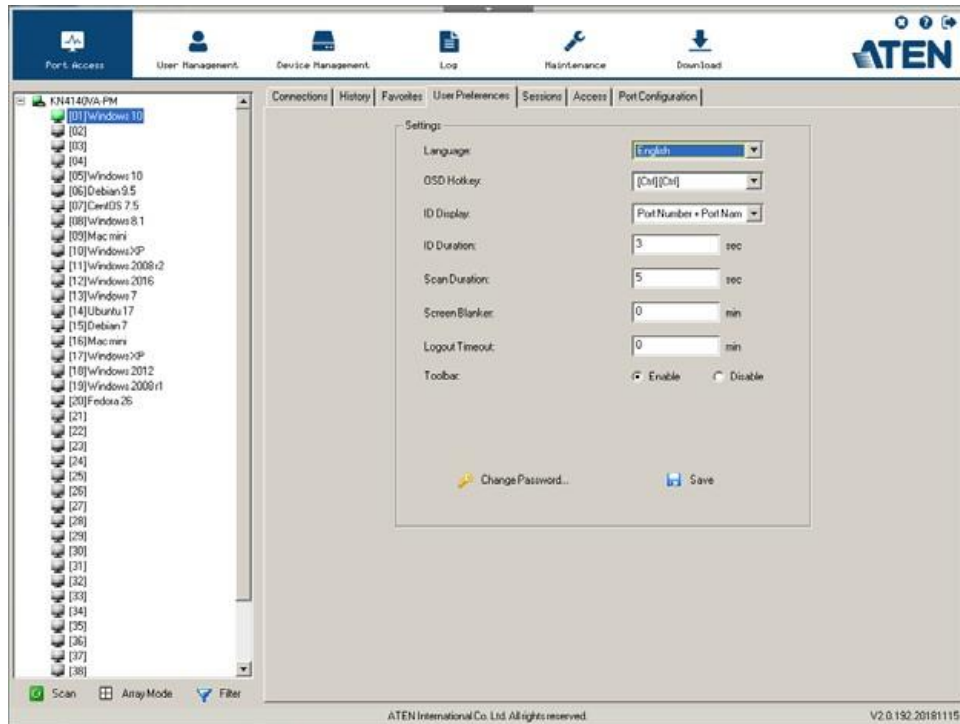 Port Access
User Management
Device Management
Log
Maintenance
Download
ATEN
KN4140VA-PM
[01]Windows 10
[02]
[03]
[04]
[05]Windows 10
[06]Debian 9.5
[07]CentOS 7.5
[08]Windows 8.1
[09]Mac mini
[10]WindowsXP
[11]Windows 2008 r2
[12]Windows 2016
[13]Windows 7
[14]Ubuntu 17
[15]Debian 7
[16]Mac mini
[17]WindowsXP
[18]Windows 2012
[19]Windows 2008 r1
[20]Fedora 26
[21]
[22]
[23]
[24]
[25]
[26]
[27]
[28]
[29]
[30]
[31]
[32]
[33]
[34]
[35]
[36]
[37]
[38]
Scan Array Mode Filter
Connections History Favorites User Preferences Sessions Access Port Configuration
Settings
Language: English
OSD Hotkey: [Ctrl][Ctrl]
ID Display: Port Number + Port Nam
ID Duration: 3 sec
Scan Duration: 5 sec
Screen Blanker: 0 min
Logout Timeout: 0 min
Toolbar: Enable Disable
Change Password... Save
ATEN International Co. Ltd. All rights reserved.
V2.0.192.20181115